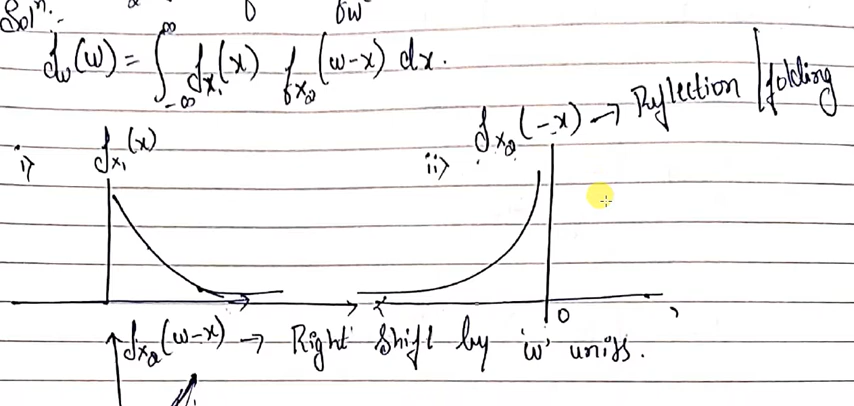 Solⁿ:-
f_w(w) = ∫_{-∞}^{∞} f_{x₁}(x) f_{x₂}(w-x) dx.
i) f_{x₁}(x) ii) f_{x₂}(-x) → Reflection / folding
0
f_{x₂}(w-x) → Right shift by 'w' units.